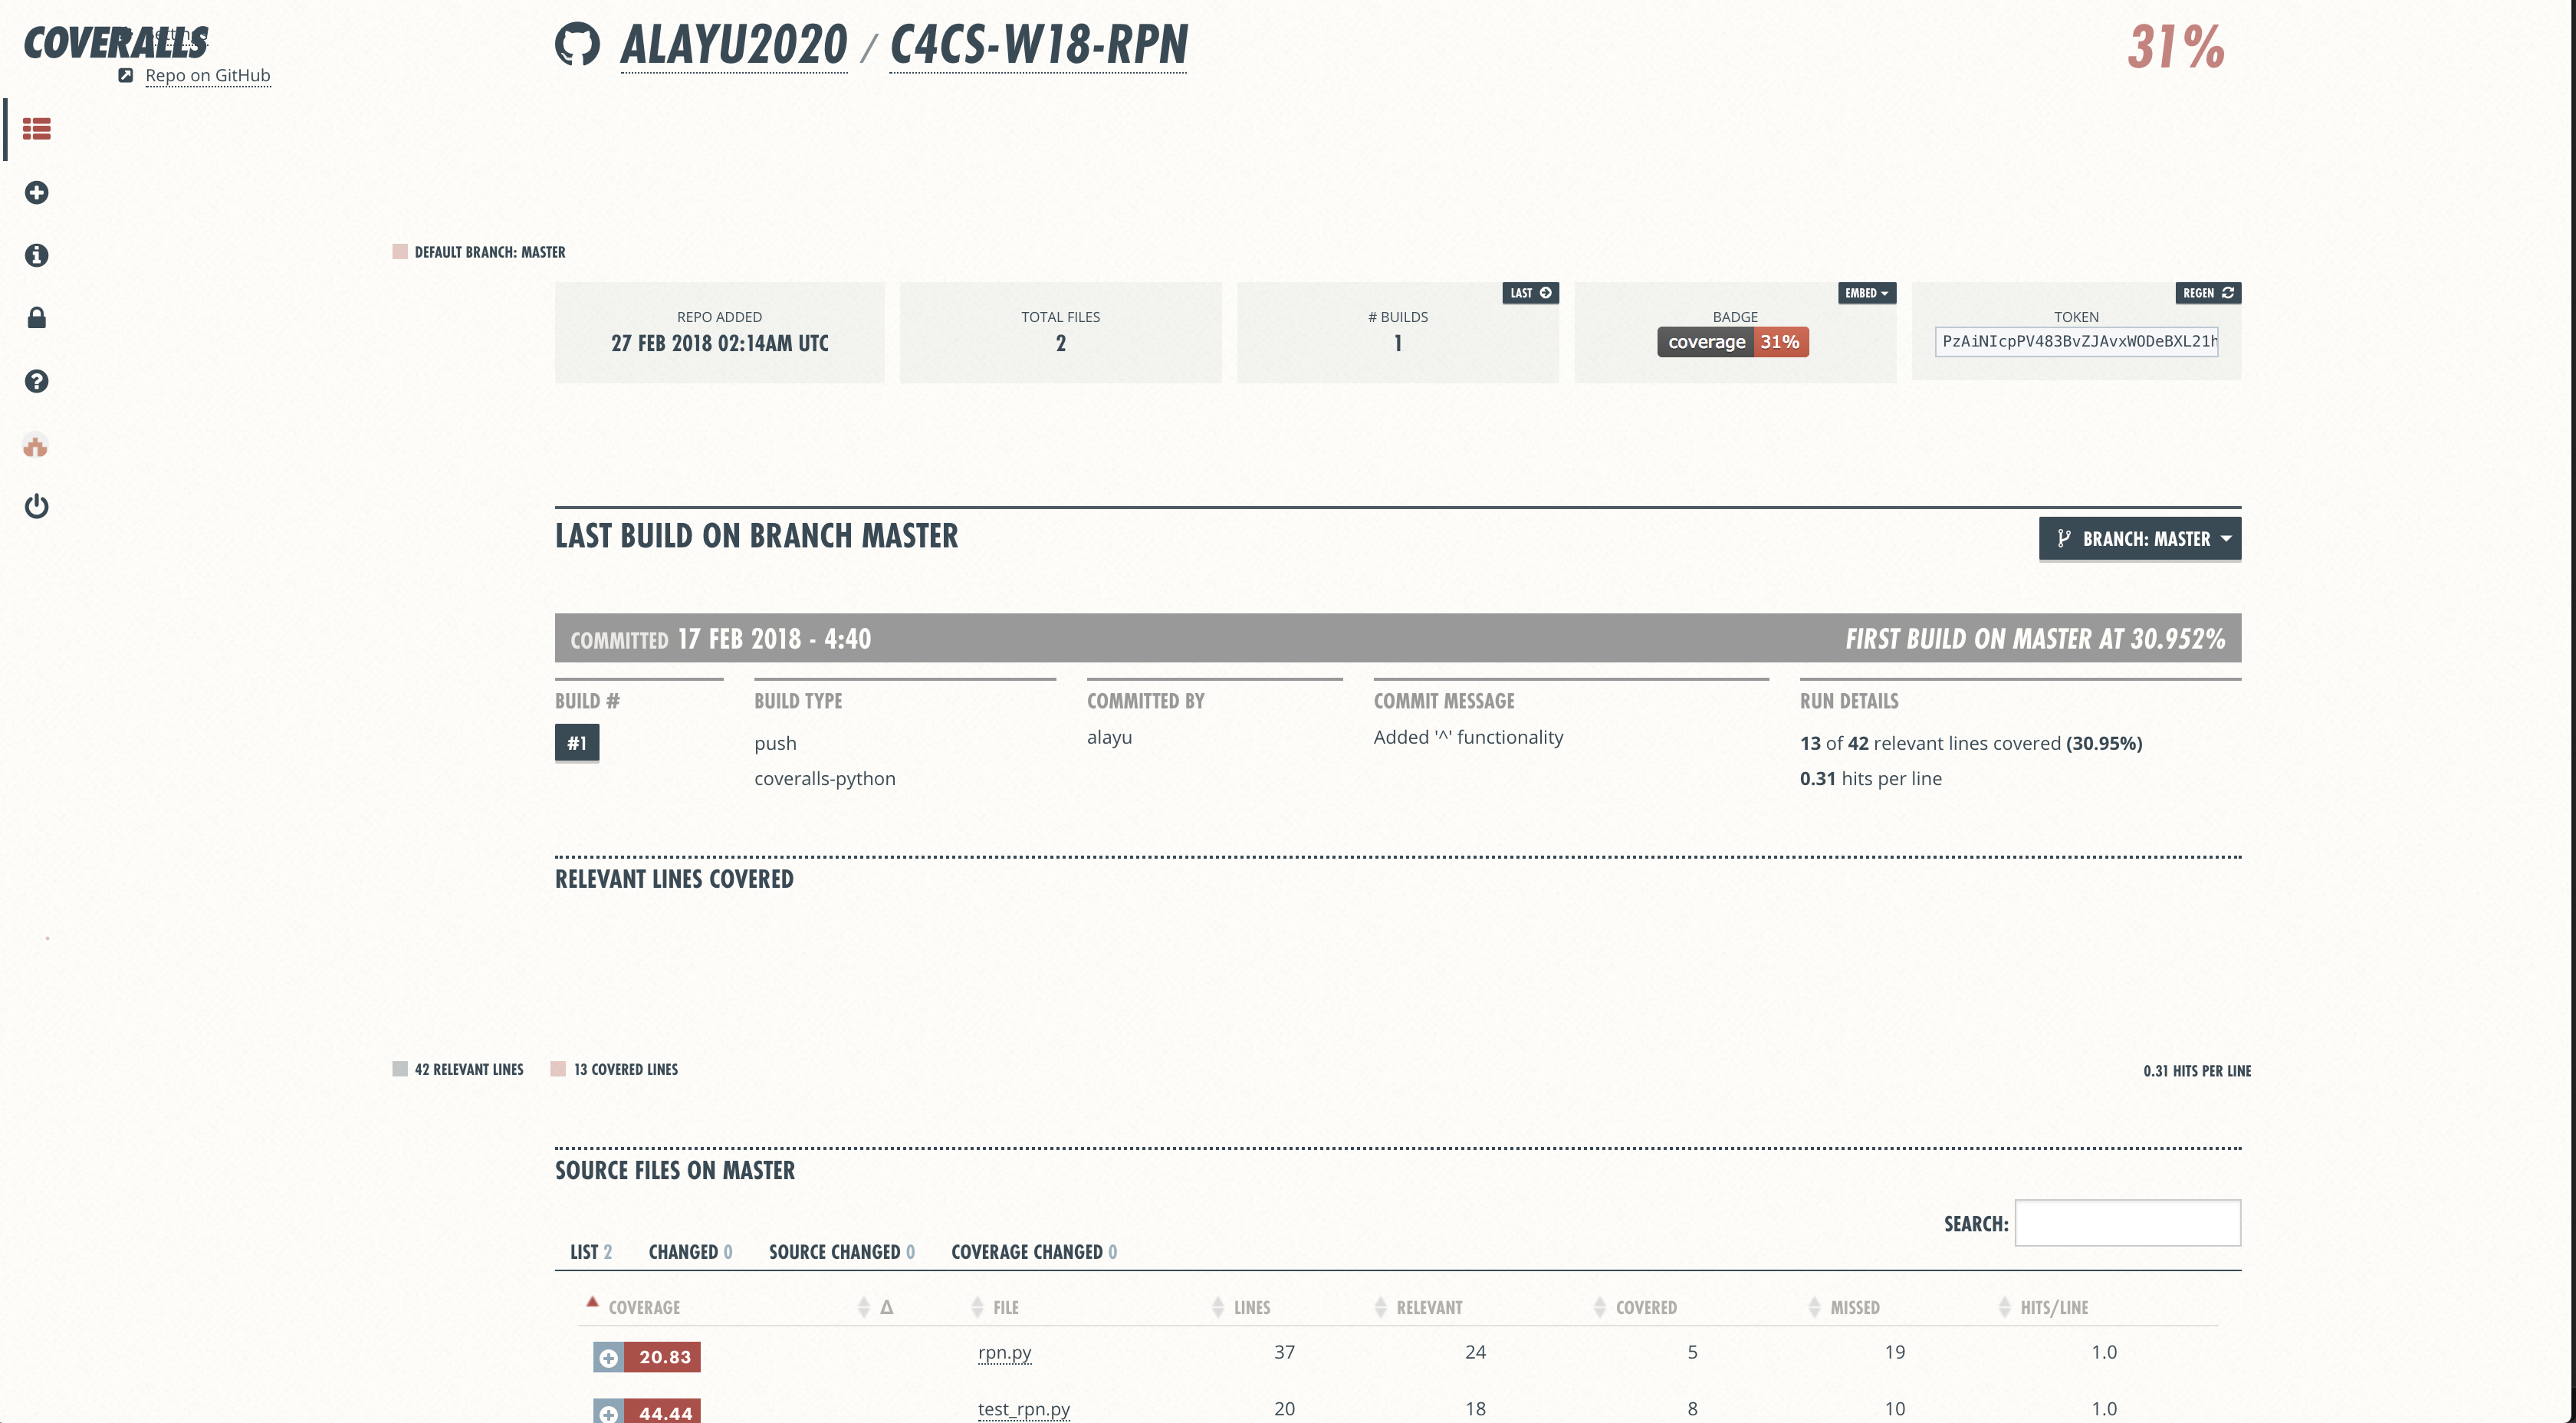 COVERALLS
Settings
Repo on GitHub
ALAYU2020 / C4CS-W18-RPN
31%
DEFAULT BRANCH: MASTER
LAST
EMBED
REGEN
REPO ADDED
27 FEB 2018 02:14AM UTC
TOTAL FILES
2
# BUILDS
1
BADGE
coverage 31%
TOKEN
PzAiNIcpPV483BvZJAvxWODeBXL21h
LAST BUILD ON BRANCH MASTER
BRANCH: MASTER
COMMITTED 17 FEB 2018 - 4:40
FIRST BUILD ON MASTER AT 30.952%
BUILD #
#1
BUILD TYPE
push
coveralls-python
COMMITTED BY
alayu
COMMIT MESSAGE
Added '^' functionality
RUN DETAILS
13 of 42 relevant lines covered (30.95%)
0.31 hits per line
RELEVANT LINES COVERED
42 RELEVANT LINES
13 COVERED LINES
0.31 HITS PER LINE
SOURCE FILES ON MASTER
SEARCH:
LIST 2 CHANGED 0 SOURCE CHANGED 0 COVERAGE CHANGED 0
COVERAGE Δ FILE LINES RELEVANT COVERED MISSED HITS/LINE
20.83 rpn.py 37 24 5 19 1.0
44.44 test_rpn.py 20 18 8 10 1.0